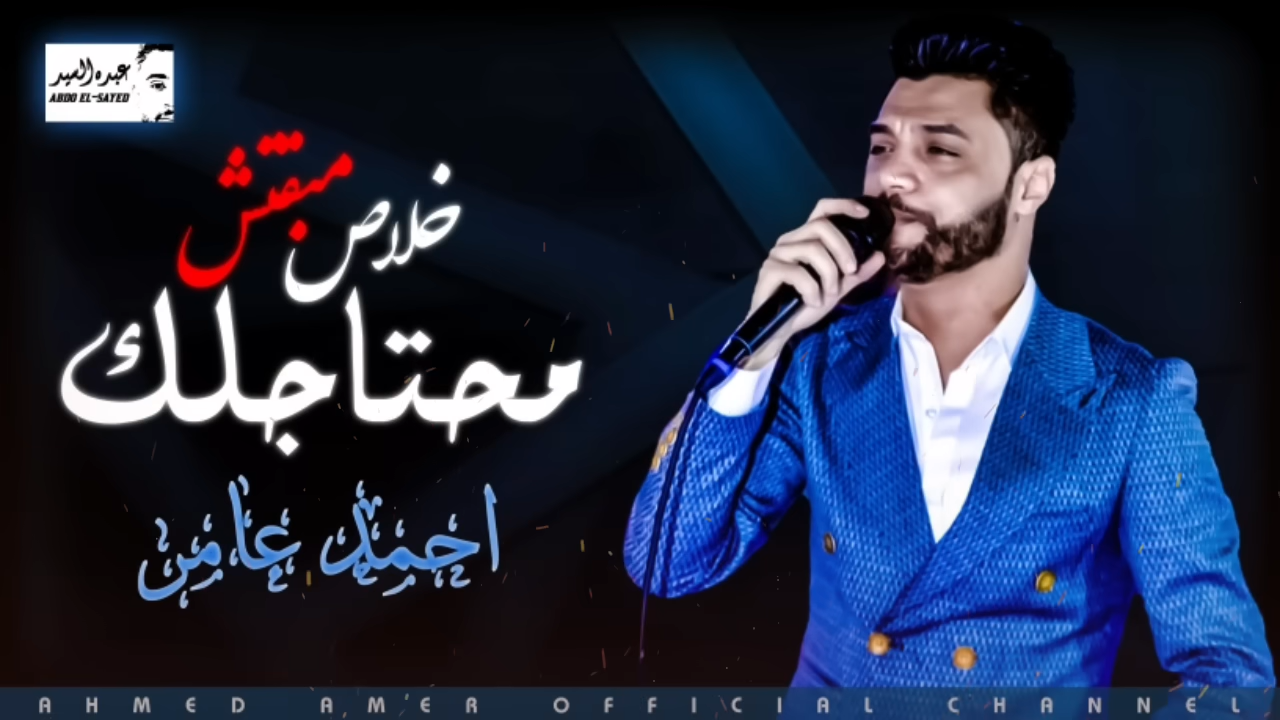 عبده السيد
ABDO EL-SAYED
خلاص مبقتش
محتاجلك
احمد عامر
AHMED AMER OFFICIAL CHANNEL